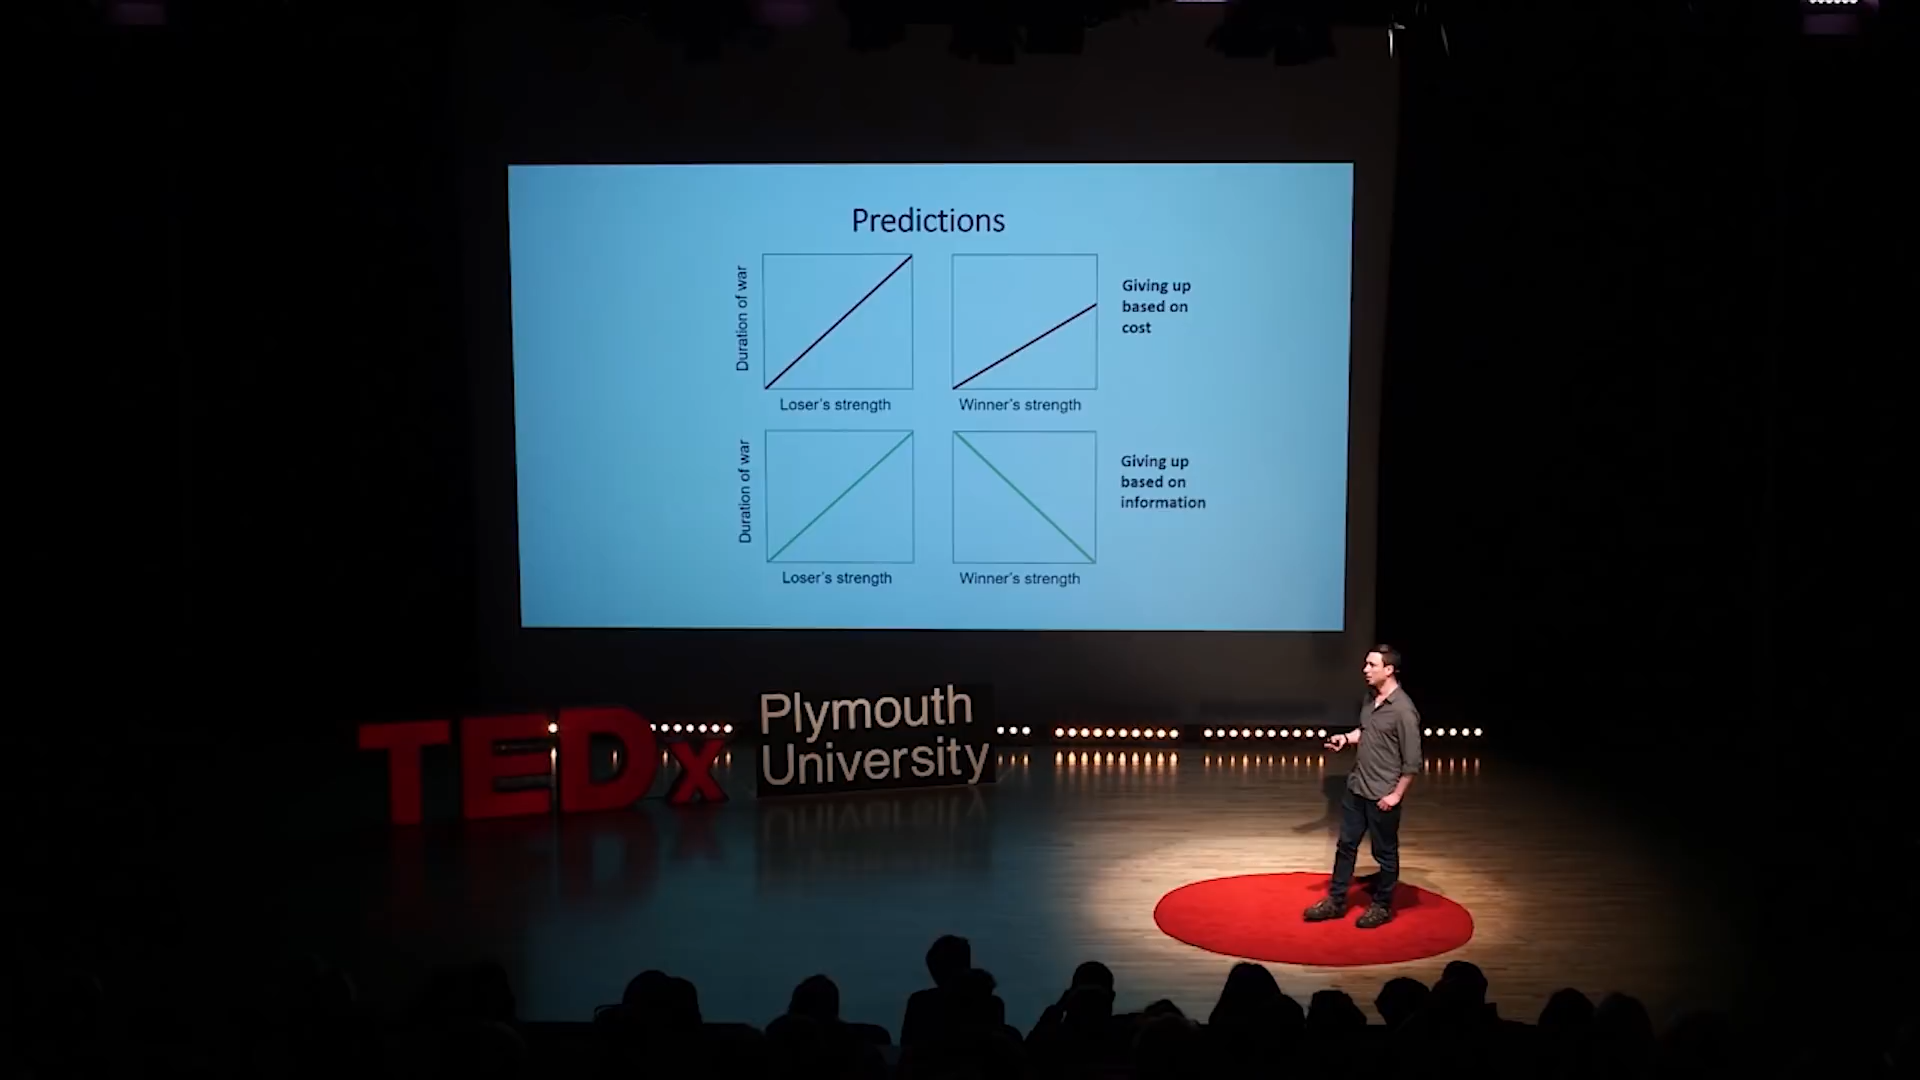 Predictions
Duration of war
Loser's strength
Winner's strength
Giving up
based on
cost
Duration of war
Loser's strength
Winner's strength
Giving up
based on
information
TEDx
Plymouth
University